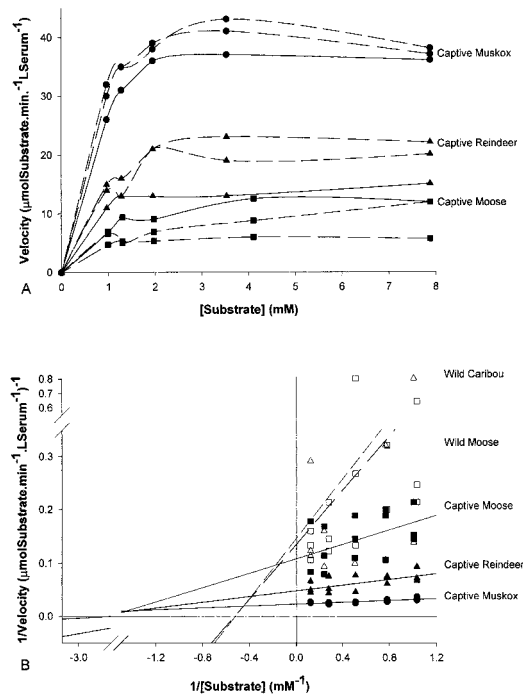 Velocity (µmolSubstrate.min.⁻¹LSerum⁻¹)
40
30
20
10
0
Captive Muskox
Captive Reindeer
Captive Moose
0 1 2 3 4 5 6 7 8
A
[Substrate] (mM)
1/Velocity (µmolSubstrate.min⁻¹.LSerum⁻¹)⁻¹
0.8
0.7
0.6
0.3
0.2
0.1
0.0
Wild Caribou
Wild Moose
Captive Moose
Captive Reindeer
Captive Muskox
-3.0 -1.2 -0.8 -0.4 0.0 0.4 0.8 1.2
B
1/[Substrate] (mM⁻¹)